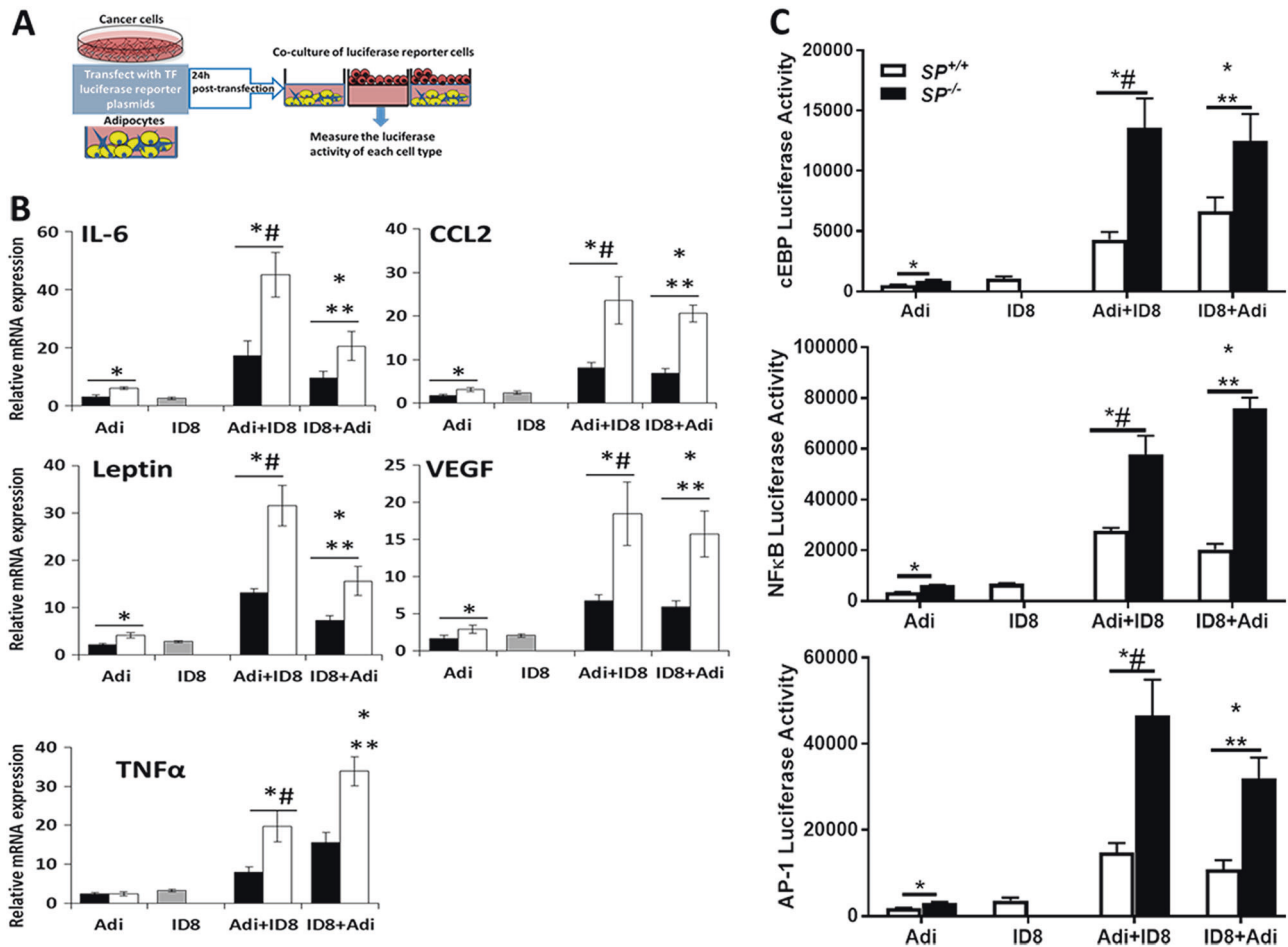 A
Cancer cells
Transfect with TF
luciferase reporter
plasmids
Adipocytes
24h
post-transfection
Co-culture of luciferase reporter cells
Measure the luciferase
activity of each cell type
B
IL-6
Relative mRNA expression
60
40
20
0
*
*#
*
**
Adi ID8 Adi+ID8 ID8+Adi
CCL2
40
30
20
10
0
*
*#
*
**
Adi ID8 Adi+ID8 ID8+Adi
Leptin
Relative mRNA expression
40
30
20
10
0
*
*#
*
**
Adi ID8 Adi+ID8 ID8+Adi
VEGF
25
20
15
10
5
0
*
*#
*
**
Adi ID8 Adi+ID8 ID8+Adi
TNFα
Relative mRNA expression
40
30
20
10
0
*#
*
**
Adi ID8 Adi+ID8 ID8+Adi
C
SP+/+
SP-/-
cEBP Luciferase Activity
20000
15000
10000
5000
0
*
*#
*
**
Adi ID8 Adi+ID8 ID8+Adi
NFκB Luciferase Activity
100000
80000
60000
40000
20000
0
*
*#
*
**
Adi ID8 Adi+ID8 ID8+Adi
AP-1 Luciferase Activity
60000
40000
20000
0
*
*#
*
**
Adi ID8 Adi+ID8 ID8+Adi